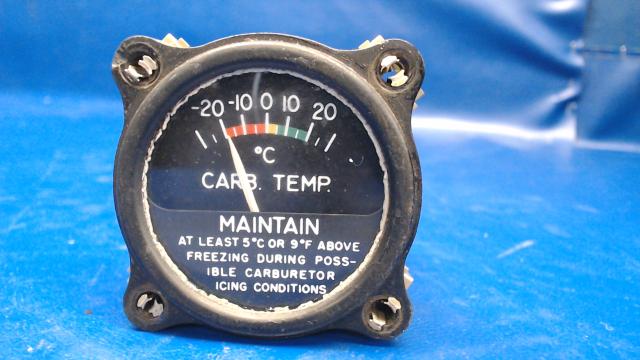 -20 -10 0 10 20
°C
CARB. TEMP.
MAINTAIN
AT LEAST 5°C OR 9°F ABOVE
FREEZING DURING POSS-
IBLE CARBURETOR
ICING CONDITIONS